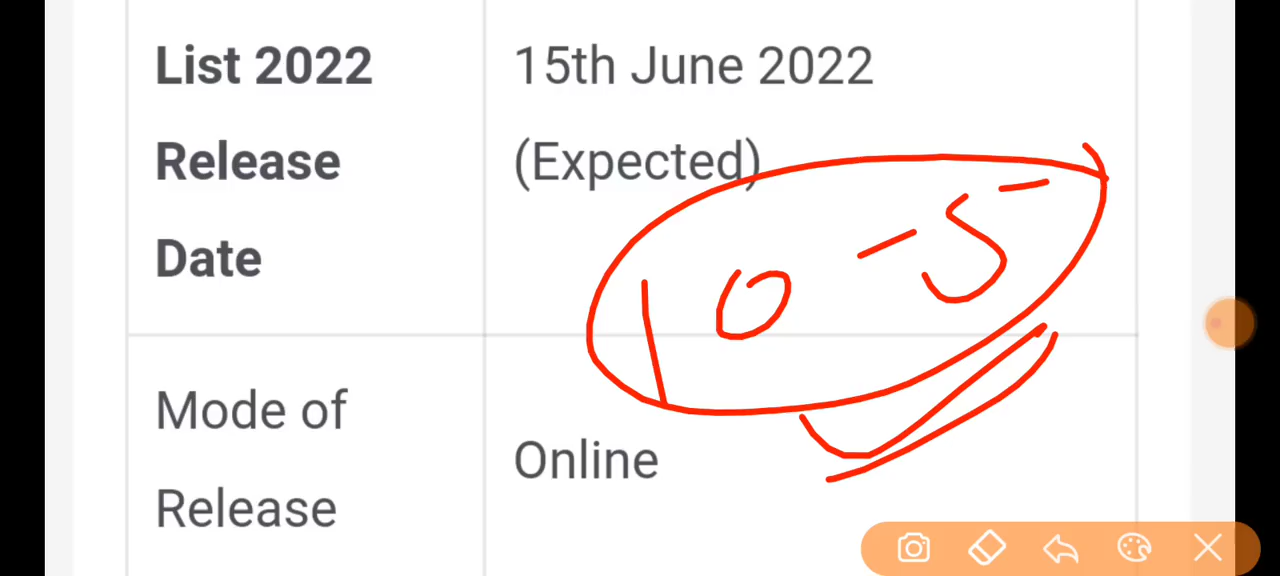 List 2022
Release
Date
15th June 2022
(Expected)
10 -5-
Mode of
Release
Online